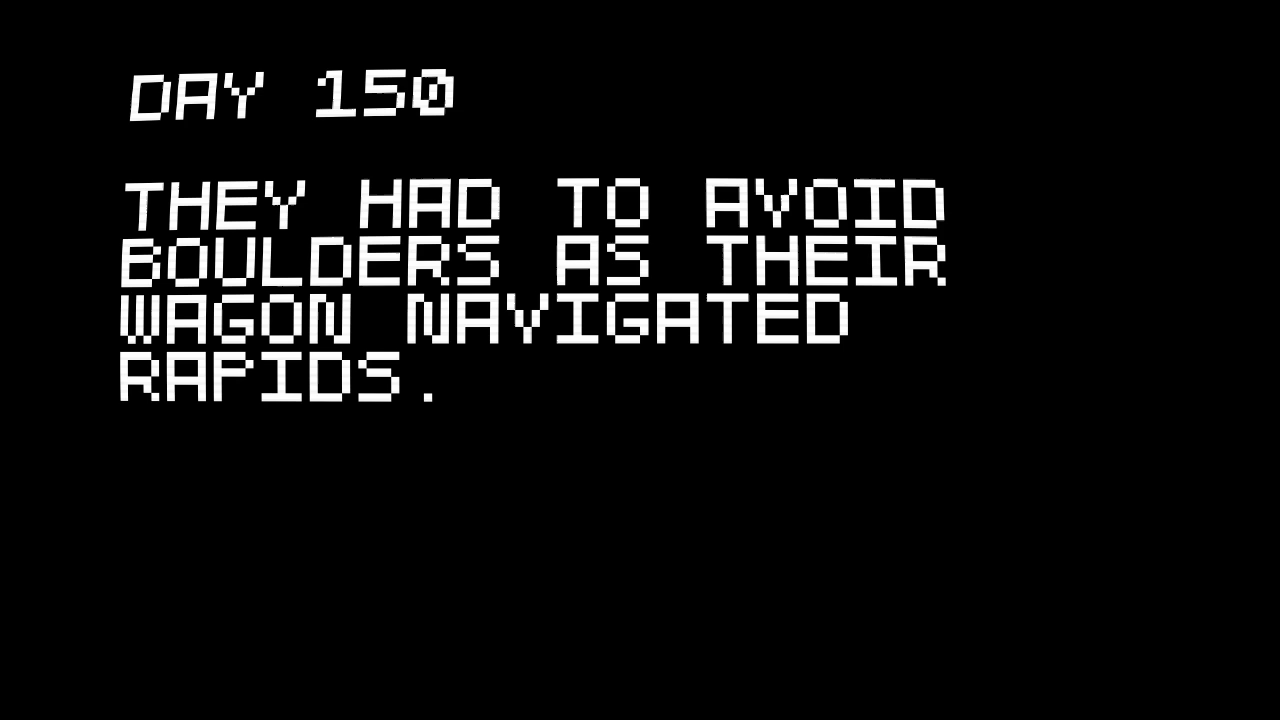 DAY 150
THEY HAD TO AVOID
BOULDERS AS THEIR
WAGON NAVIGATED
RAPIDS.